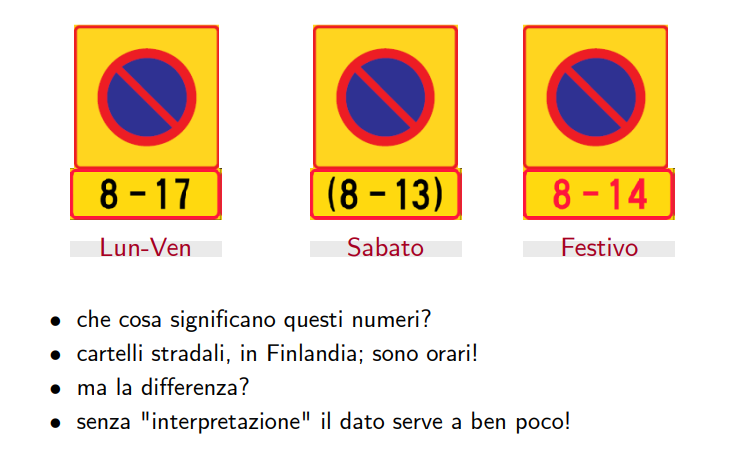 8 – 17
(8 – 13)
8 – 14
Lun-Ven
Sabato
Festivo
• che cosa significano questi numeri?
• cartelli stradali, in Finlandia; sono orari!
• ma la differenza?
• senza "interpretazione" il dato serve a ben poco!